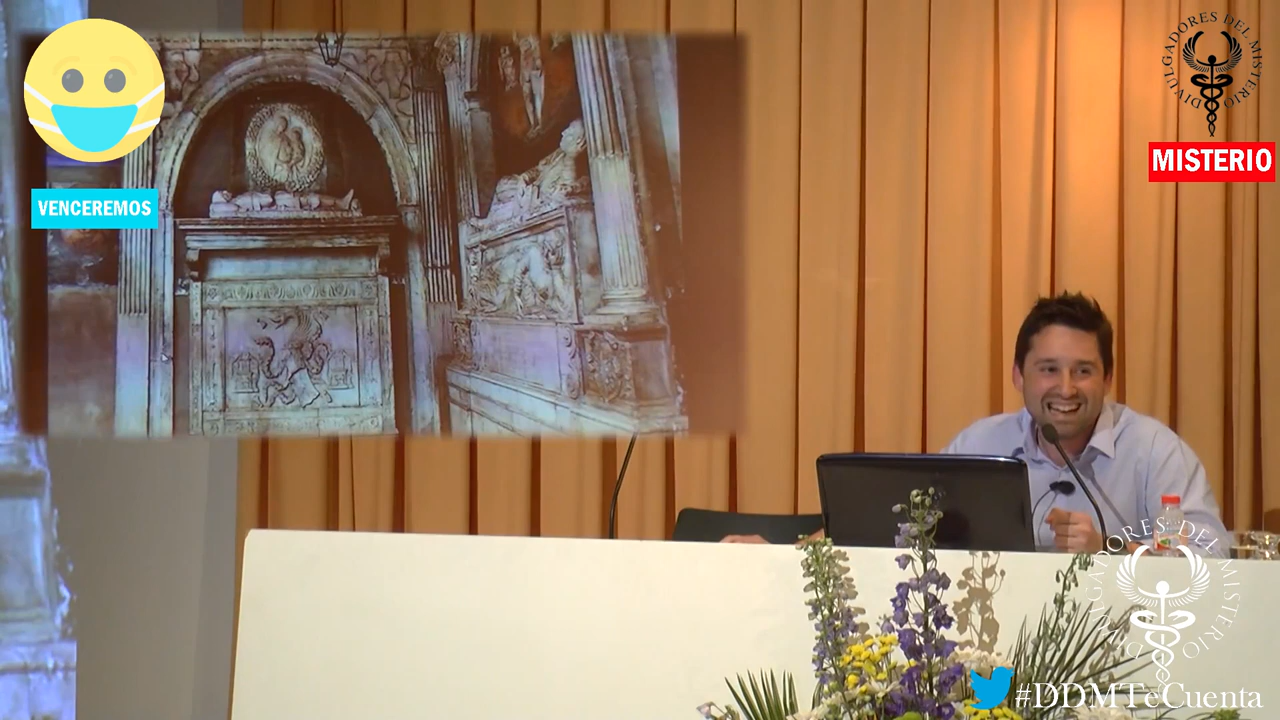 VENCEREMOS
DIVULGADORES DEL MISTERIO
MISTERIO
DIVULGADORES DEL MISTERIO
#DDMTeCuenta